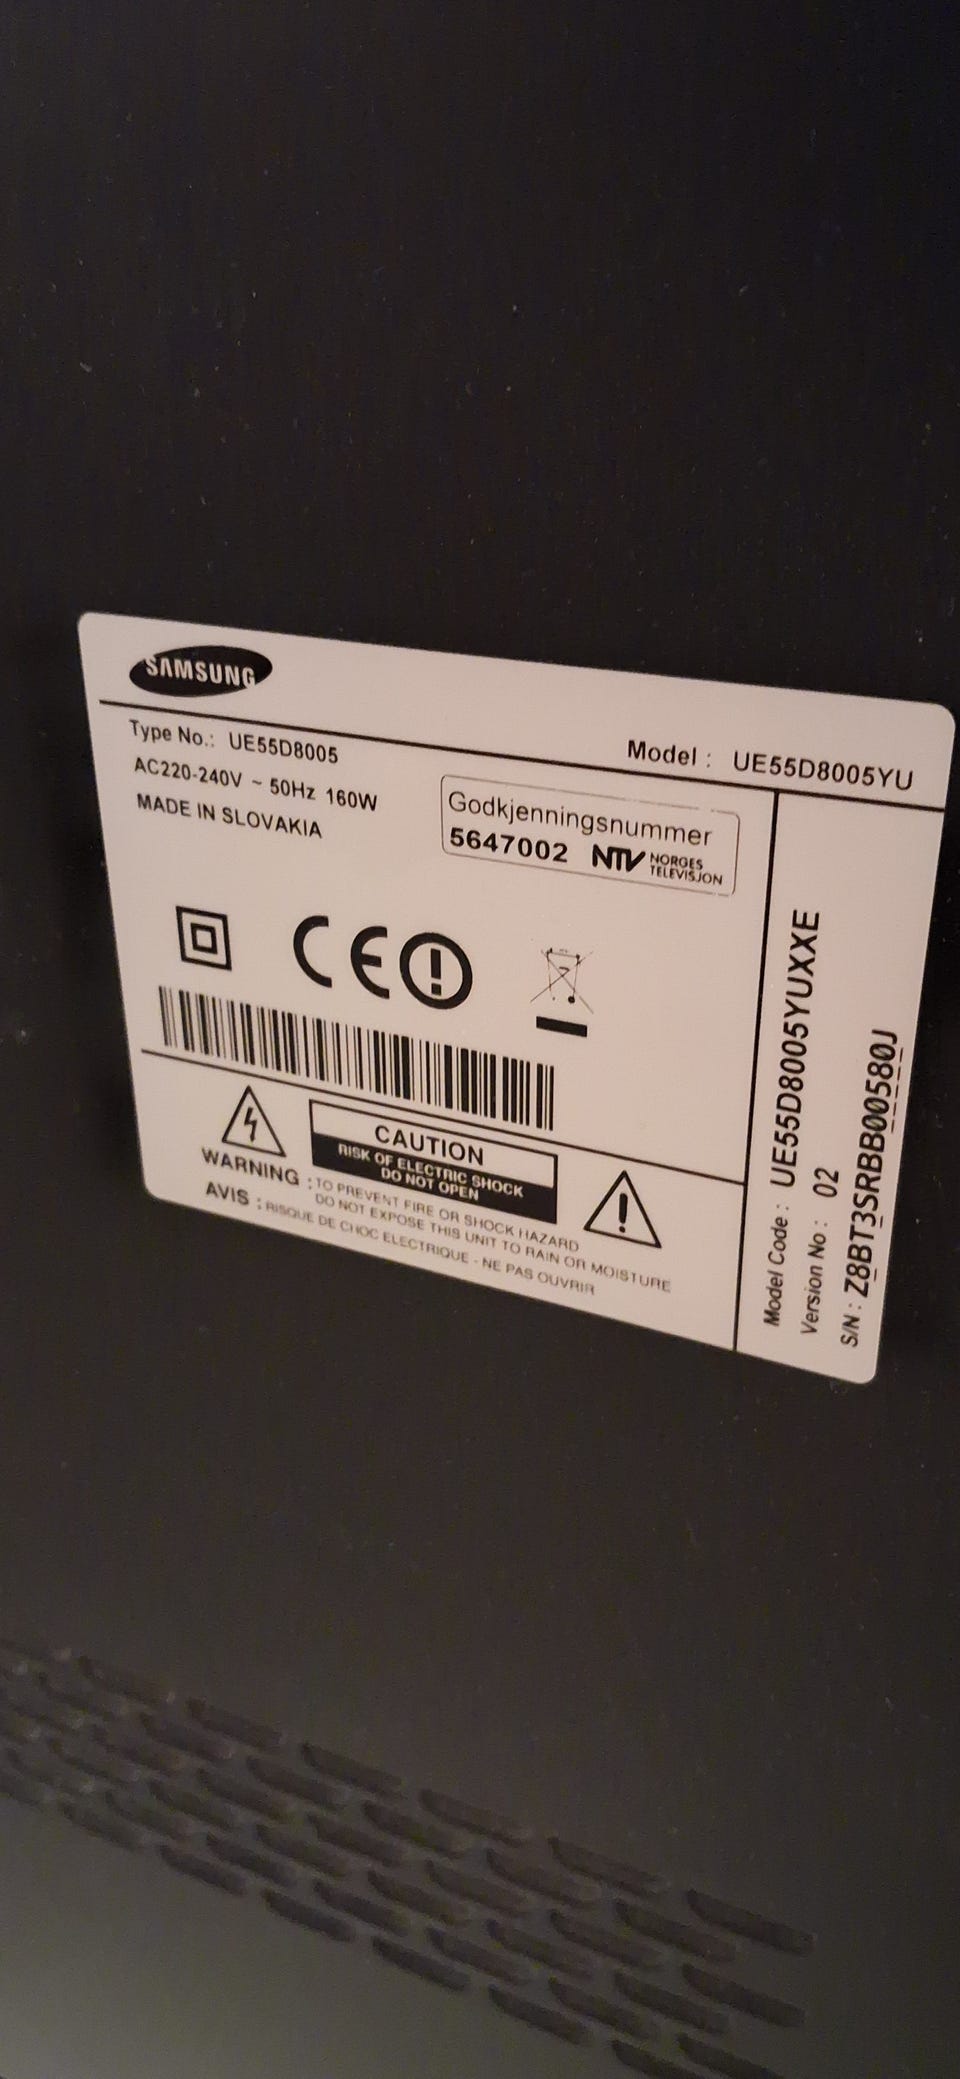 SAMSUNG
Type No.: UE55D8005
Model : UE55D8005YU
AC220-240V ~ 50Hz 160W
MADE IN SLOVAKIA
Godkjenningsnummer
5647002 NTV NORGES
TELEVISJON
CE
CAUTION
RISK OF ELECTRIC SHOCK
DO NOT OPEN
WARNING : TO PREVENT FIRE OR SHOCK HAZARD
DO NOT EXPOSE THIS UNIT TO RAIN OR MOISTURE
AVIS : RISQUE DE CHOC ELECTRIQUE - NE PAS OUVRIR
Model Code : UE55D8005YUXXE
Version No : 02
S/N : Z8BT3SRBB00580J